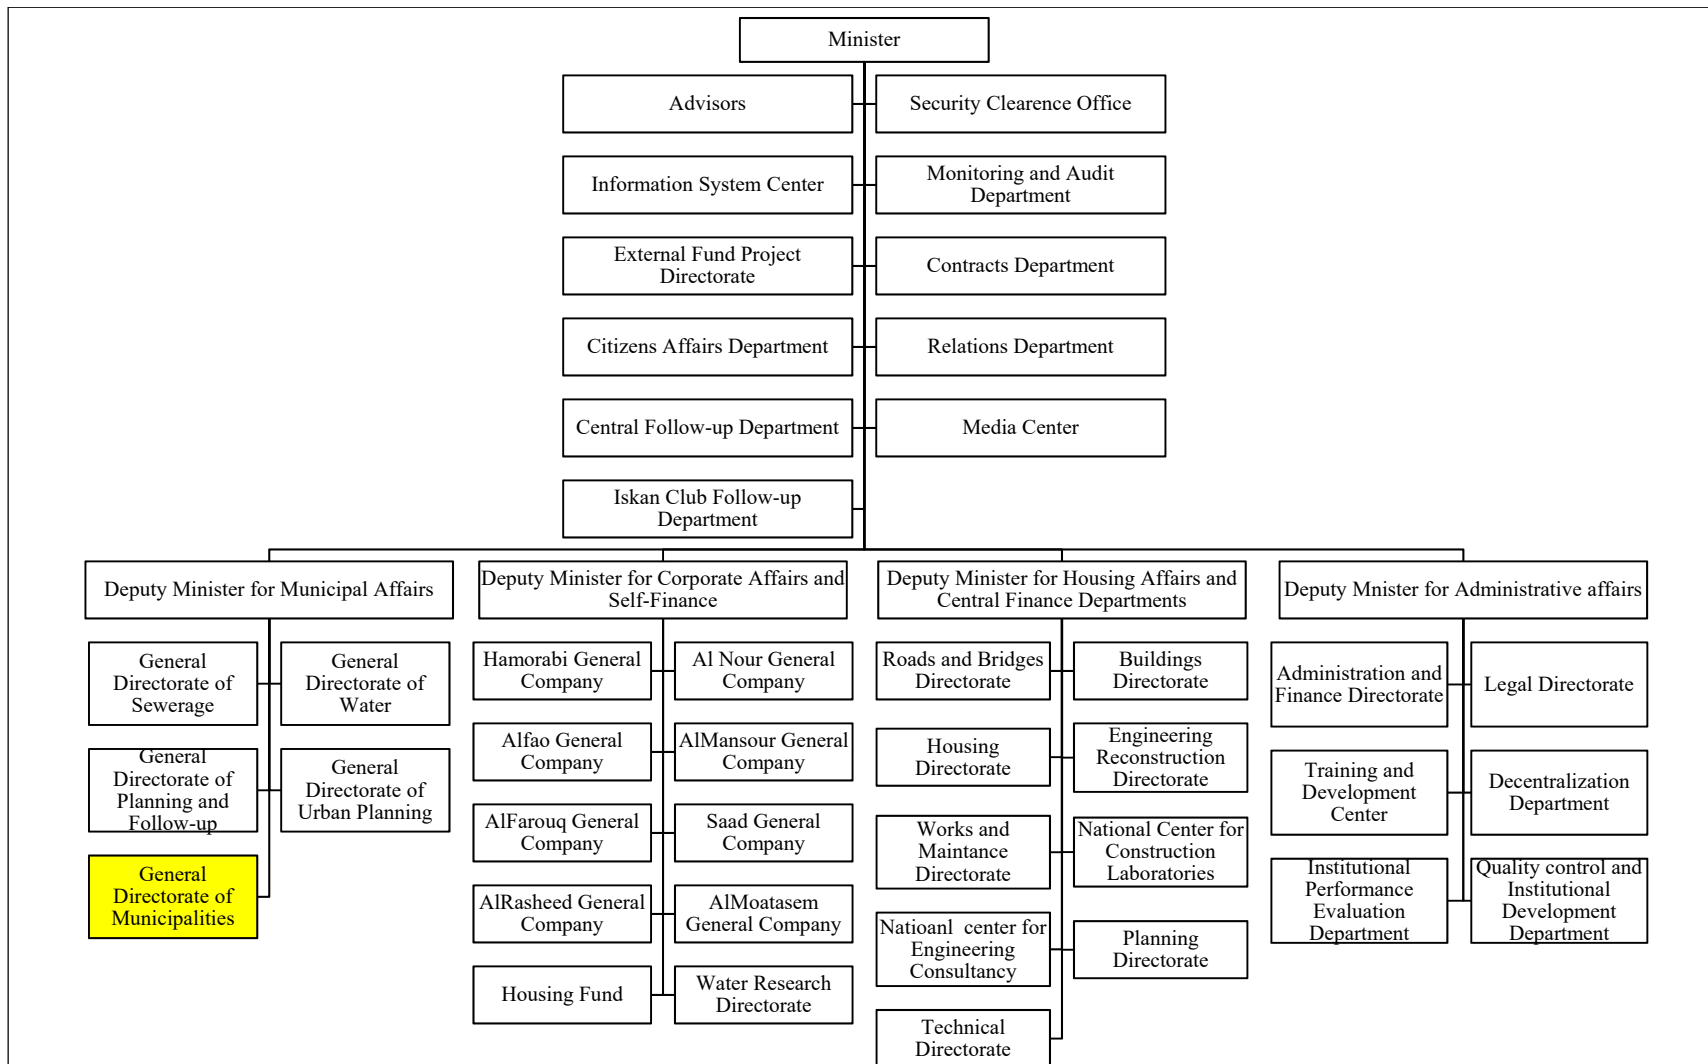 Minister
Advisors
Security Clearence Office
Information System Center
Monitoring and Audit
Department
External Fund Project
Directorate
Contracts Department
Citizens Affairs Department
Relations Department
Central Follow-up Department
Media Center
Iskan Club Follow-up
Department
Deputy Minister for Municipal Affairs
Deputy Minister for Corporate Affairs and
Self-Finance
Deputy Minister for Housing Affairs and
Central Finance Departments
Deputy Mnister for Administrative affairs
General
Directorate of
Sewerage
General
Directorate of
Water
General
Directorate of
Planning and
Follow-up
General
Directorate of
Urban Planning
General
Directorate of
Municipalities
Hamorabi General
Company
Al Nour General
Company
Alfao General
Company
AlMansour General
Company
AlFarouq General
Company
Saad General
Company
AlRasheed General
Company
AlMoatasem
General Company
Housing Fund
Water Research
Directorate
Roads and Bridges
Directorate
Buildings
Directorate
Housing
Directorate
Engineering
Reconstruction
Directorate
Works and
Maintance
Directorate
National Center for
Construction
Laboratories
Natioanl center for
Engineering
Consultancy
Planning
Directorate
Technical
Directorate
Administration and
Finance Directorate
Legal Directorate
Training and
Development
Center
Decentralization
Department
Institutional
Performance
Evaluation
Department
Quality control and
Institutional
Development
Department